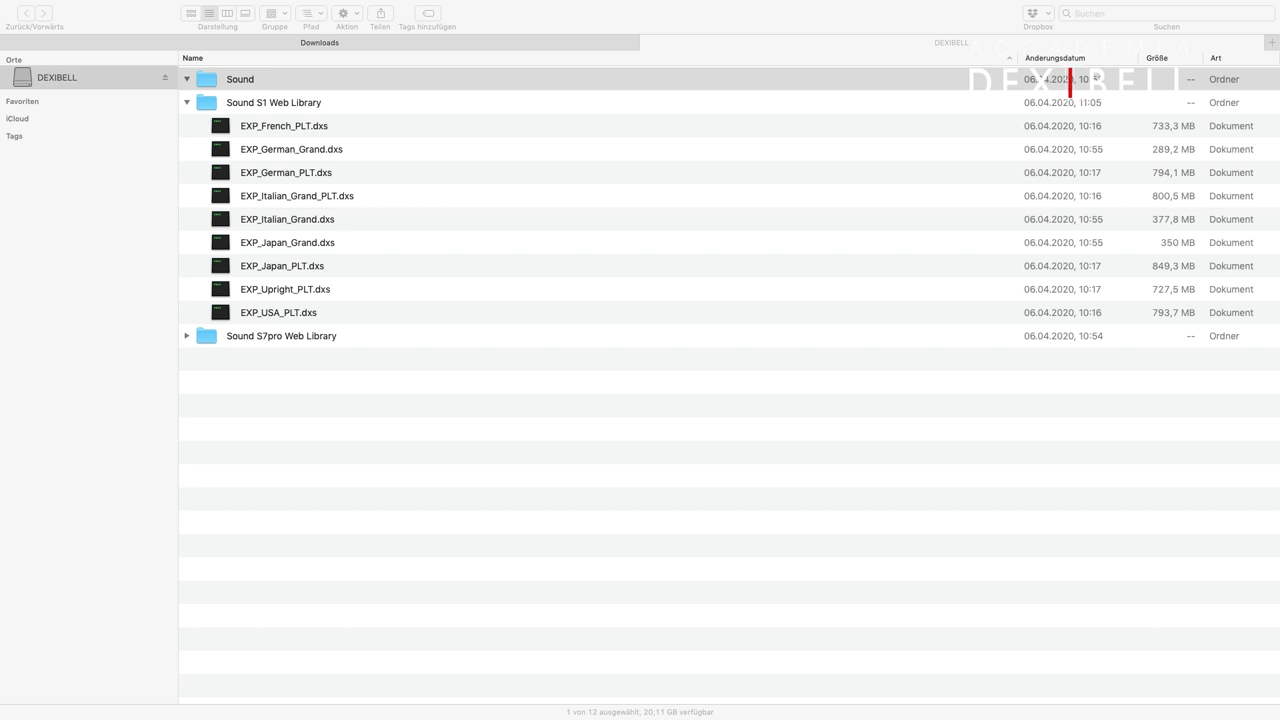 Suchen
Zurück/Vorwärts
Darstellung
Gruppe
Pfad
Aktion
Teilen
Tags hinzufügen
Dropbox
Suchen
Downloads
DEXIBELL
ACCADEMIA
DEXIBELL
Orte
DEXIBELL
Favoriten
iCloud
Tags
Name Änderungsdatum Größe Art
Sound 06.04.2020, -- Ordner
Sound S1 Web Library 06.04.2020, 11:05 -- Ordner
EXP_French_PLT.dxs 06.04.2020, 10:16 733,3 MB Dokument
EXP_German_Grand.dxs 06.04.2020, 10:55 289,2 MB Dokument
EXP_German_PLT.dxs 06.04.2020, 10:17 794,1 MB Dokument
EXP_Italian_Grand_PLT.dxs 06.04.2020, 10:16 800,5 MB Dokument
EXP_Italian_Grand.dxs 06.04.2020, 10:55 377,8 MB Dokument
EXP_Japan_Grand.dxs 06.04.2020, 10:55 350 MB Dokument
EXP_Japan_PLT.dxs 06.04.2020, 10:17 849,3 MB Dokument
EXP_Upright_PLT.dxs 06.04.2020, 10:17 727,5 MB Dokument
EXP_USA_PLT.dxs 06.04.2020, 10:16 793,7 MB Dokument
Sound S7pro Web Library 06.04.2020, 10:54 -- Ordner
1 von 12 ausgewählt, 20,11 GB verfügbar